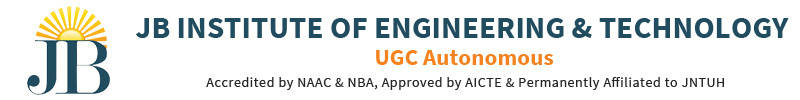 JB
JB INSTITUTE OF ENGINEERING & TECHNOLOGY
UGC Autonomous
Accredited by NAAC & NBA, Approved by AICTE & Permanently Affiliated to JNTUH